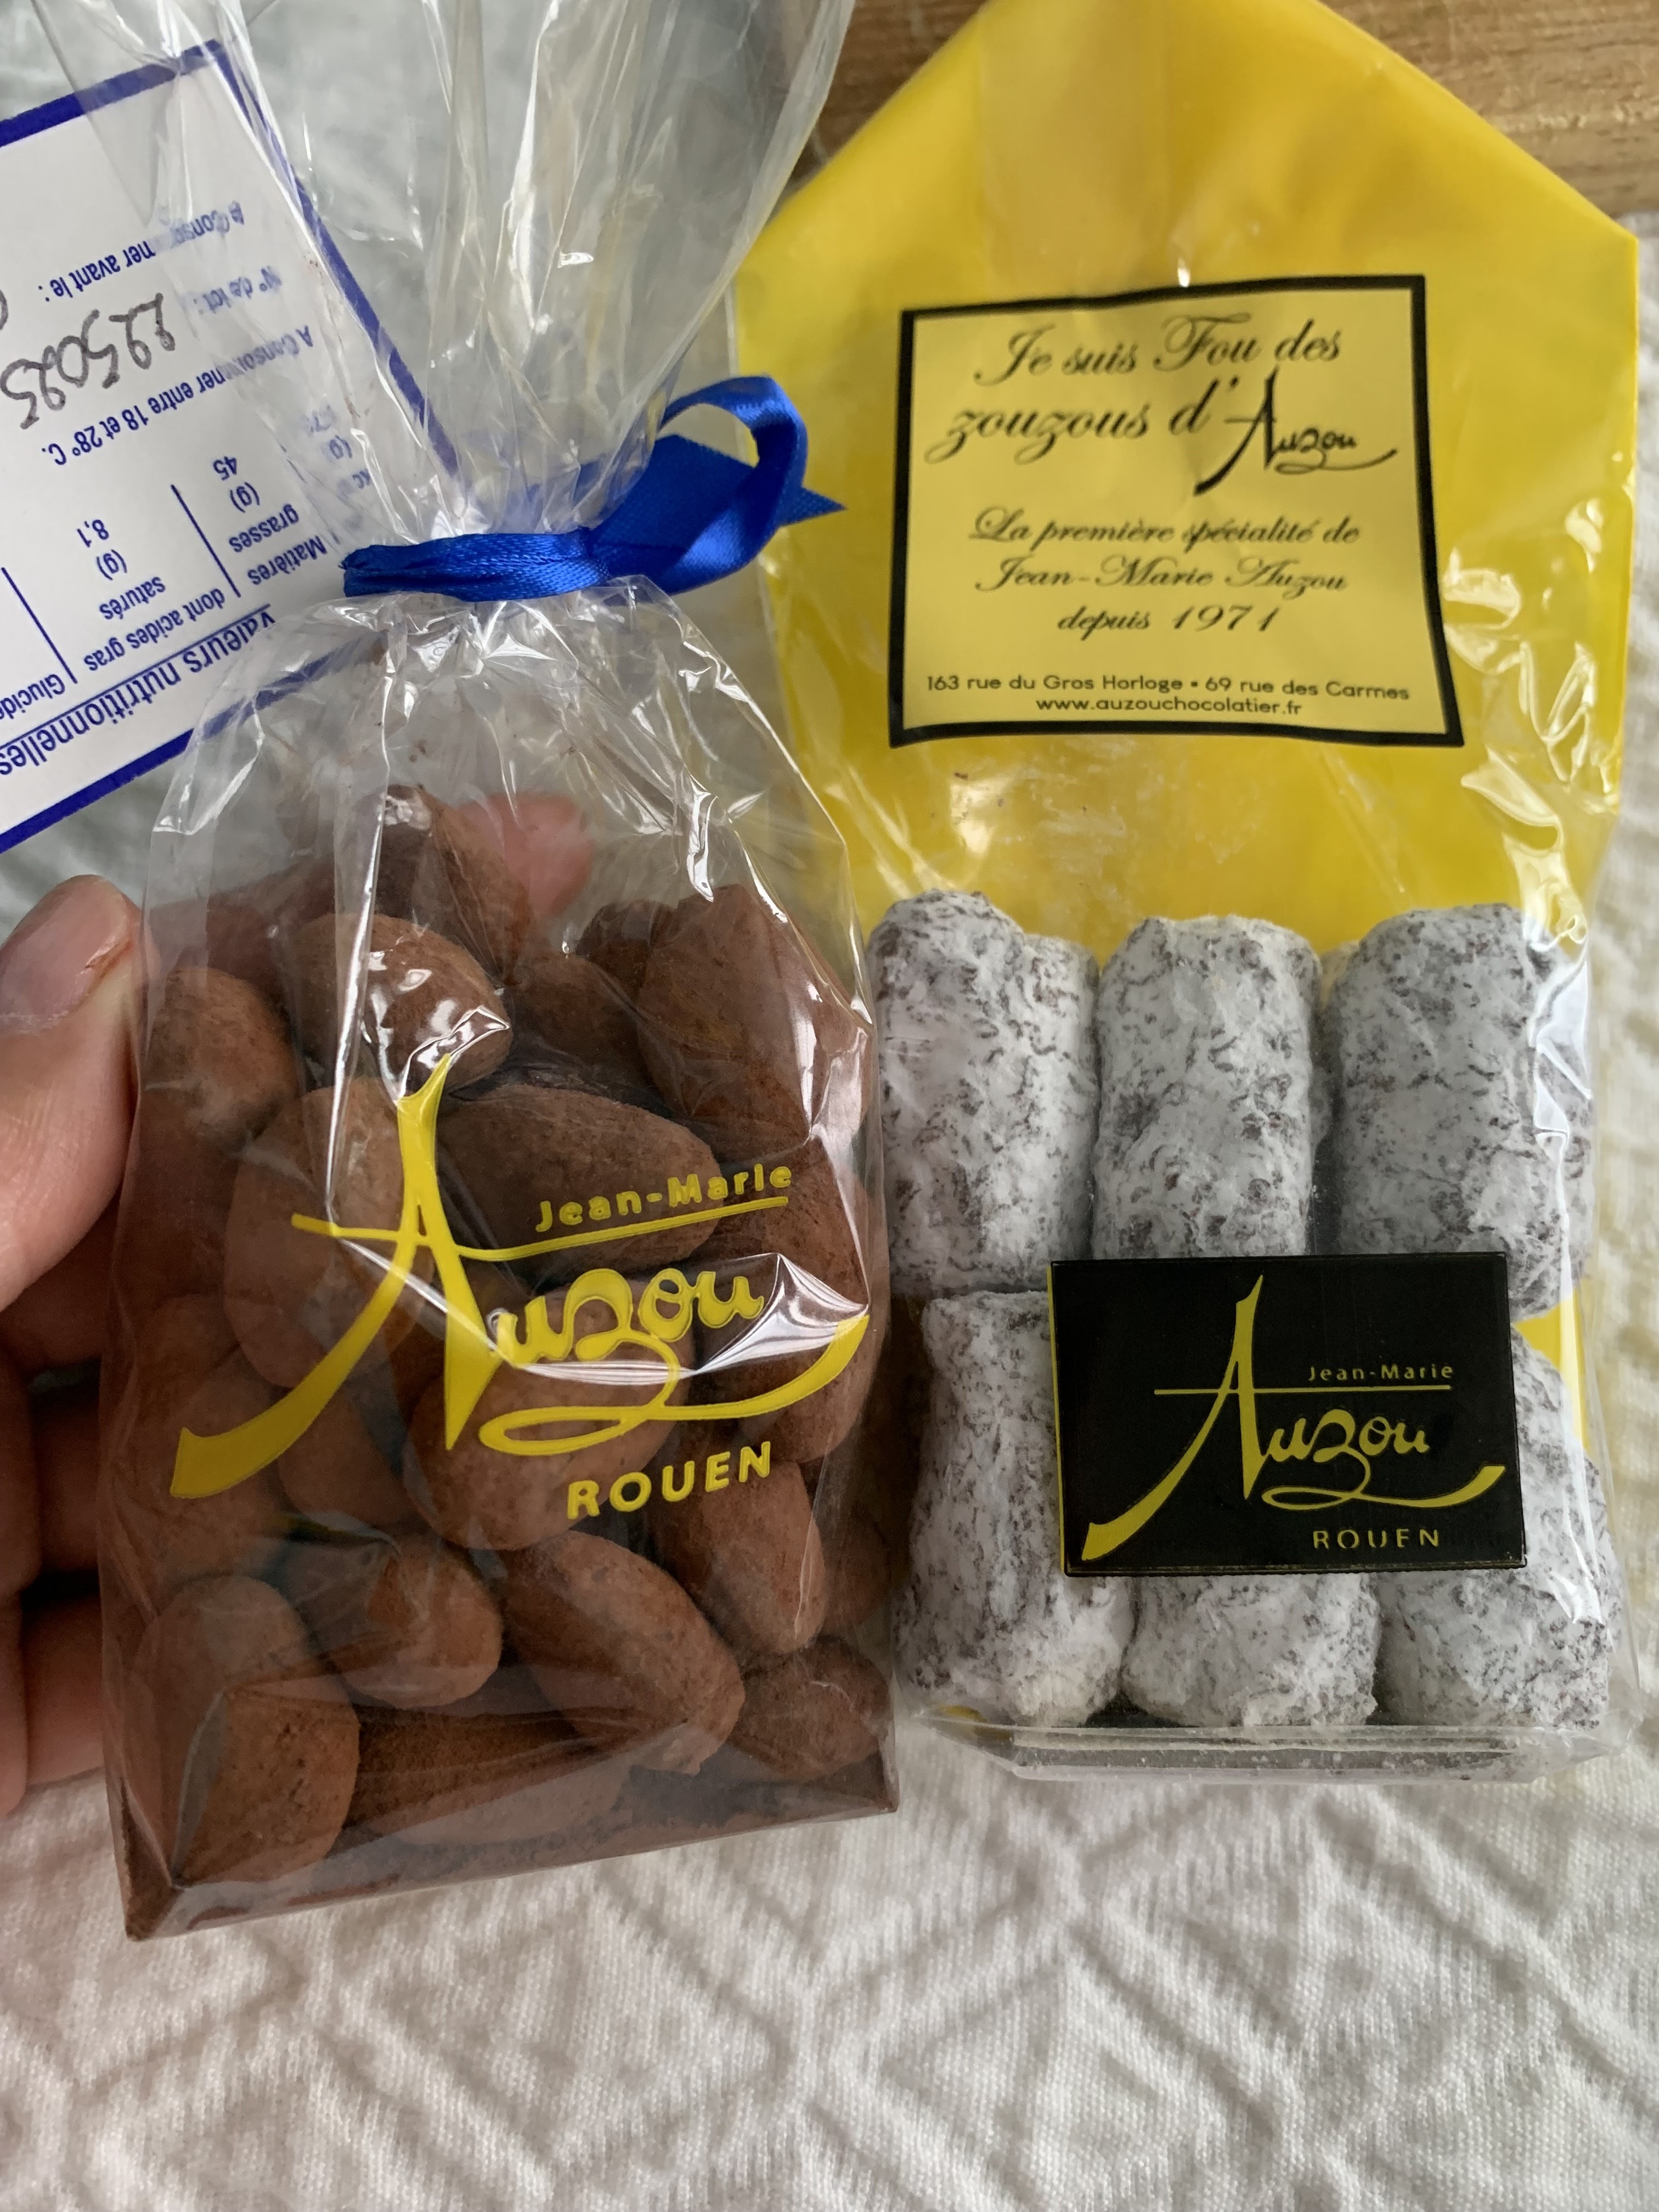 à Consommer avant le :
N° de lot :
225025
A Consommer entre 18 et 28° C.
Matières
grasses
(g)
45
dont acides gras
saturés
(g)
8,1
valeurs nutritionnelles
Jean-Marie
Auzou
ROUEN
Je suis Fou des
zouzous d'Auzou
La première spécialité de
Jean-Marie Auzou
depuis 1971
163 rue du Gros Horloge ▪ 69 rue des Carmes
www.auzouchocolatier.fr
Jean-Marie
Auzou
ROUEN